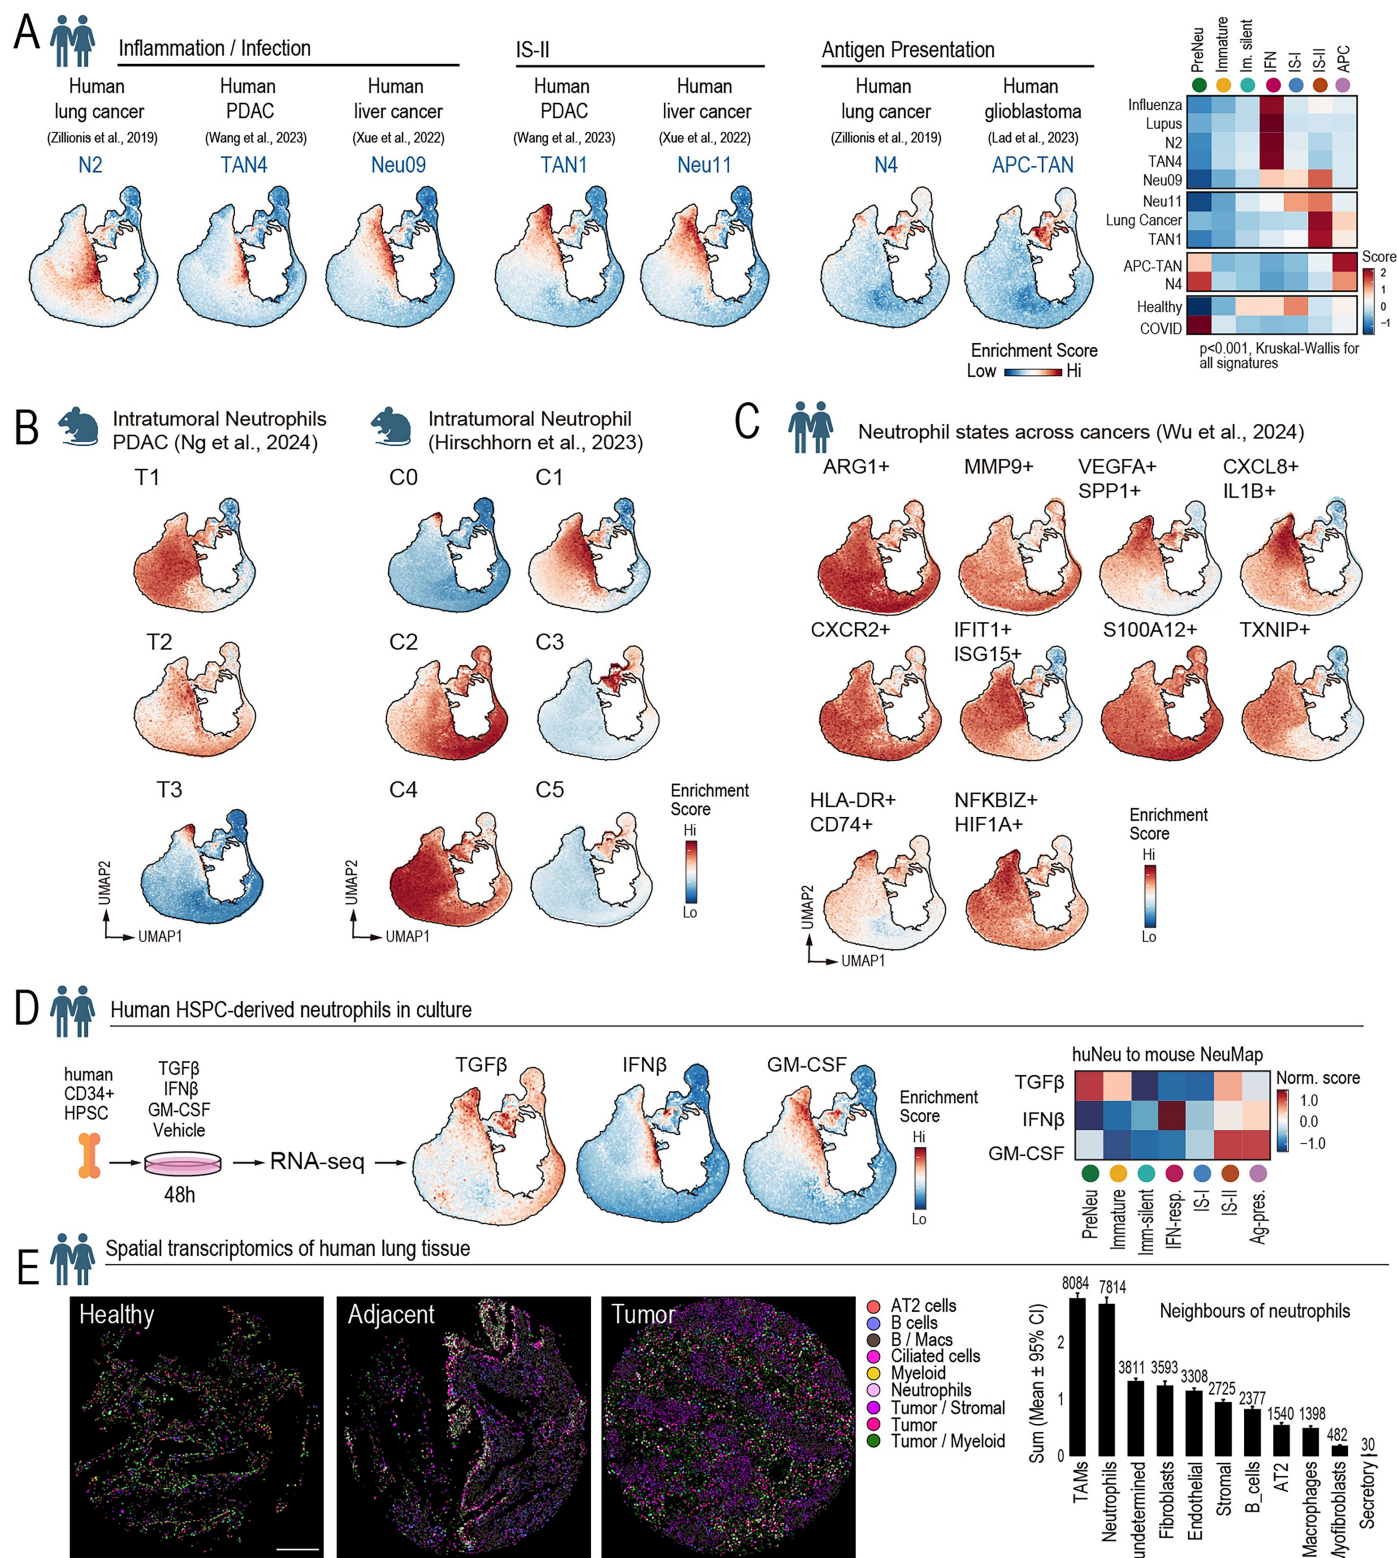 A
Inflammation / Infection
IS-II
Antigen Presentation
Human
lung cancer
(Zillionis et al., 2019)
N2
Human
PDAC
(Wang et al., 2023)
TAN4
Human
liver cancer
(Xue et al., 2022)
Neu09
Human
PDAC
(Wang et al., 2023)
TAN1
Human
liver cancer
(Xue et al., 2022)
Neu11
Human
lung cancer
(Zillionis et al., 2019)
N4
Human
glioblastoma
(Lad et al., 2023)
APC-TAN
Enrichment Score
Low
Hi
PreNeu
Immature
Im. silent
IFN
IS-I
IS-II
APC
Influenza
Lupus
N2
TAN4
Neu09
Neu11
Lung Cancer
TAN1
APC-TAN
N4
Healthy
COVID
Score
2
1
0
−1
p<0.001, Kruskal-Wallis for
all signatures
B
Intratumoral Neutrophils
PDAC (Ng et al., 2024)
T1
T2
T3
UMAP2
UMAP1
Intratumoral Neutrophil
(Hirschhorn et al., 2023)
C0
C1
C2
C3
C4
C5
UMAP2
UMAP1
Enrichment
Score
Hi
Lo
C
Neutrophil states across cancers (Wu et al., 2024)
ARG1+
MMP9+
VEGFA+
SPP1+
CXCL8+
IL1B+
CXCR2+
IFIT1+
ISG15+
S100A12+
TXNIP+
HLA-DR+
CD74+
NFKBIZ+
HIF1A+
Enrichment
Score
Hi
Lo
UMAP2
UMAP1
D
Human HSPC-derived neutrophils in culture
human
CD34+
HPSC
TGFβ
IFNβ
GM-CSF
Vehicle
48h
RNA-seq
TGFβ
IFNβ
GM-CSF
Enrichment
Score
Hi
Lo
huNeu to mouse NeuMap
TGFβ
IFNβ
GM-CSF
Norm. score
1.0
0.0
−1.0
PreNeu
Immature
Imm-silent
IFN-resp.
IS-I
IS-II
Ag-pres.
E
Spatial transcriptomics of human lung tissue
Healthy
Adjacent
Tumor
AT2 cells
B cells
B / Macs
Ciliated cells
Myeloid
Neutrophils
Tumor / Stromal
Tumor
Tumor / Myeloid
Neighbours of neutrophils
Sum (Mean ± 95% CI)
2
1
0
8084
7814
3811
3593
3308
2725
2377
1540
1398
482
30
TAMs
Neutrophils
undetermined
Fibroblasts
Endothelial
Stromal
B_cells
AT2
Macrophages
Myofibroblasts
Secretory